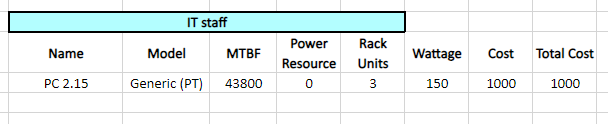 IT staff
Name Model MTBF Power Resource Rack Units Wattage Cost Total Cost
PC 2.15 Generic (PT) 43800 0 3 150 1000 1000